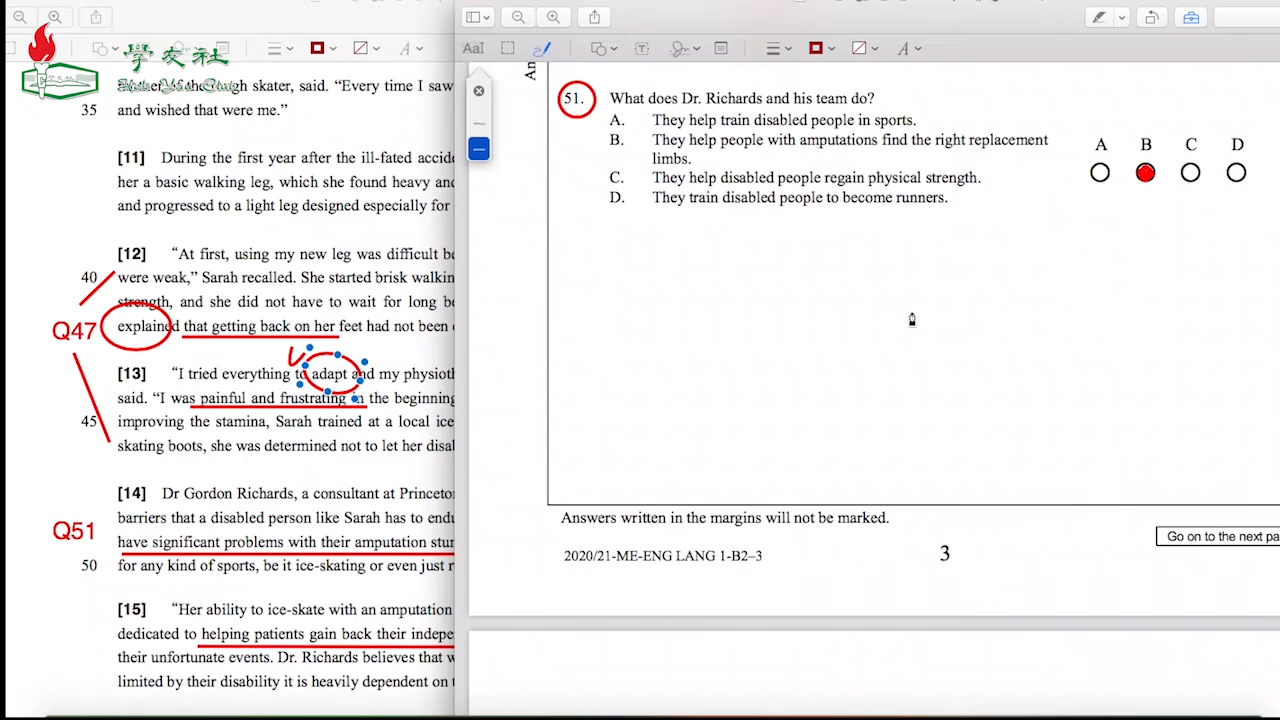 學友社
Hok Yau Club
of the skater, said. “Every time I saw
35 and wished that were me.”
[11] During the first year after the ill-fated accide
her a basic walking leg, which she found heavy and
and progressed to a light leg designed especially for
[12] “At first, using my new leg was difficult be
40 were weak,” Sarah recalled. She started brisk walkin
strength, and she did not have to wait for long be
Q47 explained that getting back on her feet had not been
[13] “I tried everything to adapt and my physioth
said. “I was painful and frustrating in the beginning
45 improving the stamina, Sarah trained at a local ice
skating boots, she was determined not to let her disa
[14] Dr Gordon Richards, a consultant at Princeto
Q51 barriers that a disabled person like Sarah has to endu
have significant problems with their amputation stur
50 for any kind of sports, be it ice-skating or even just r
[15] “Her ability to ice-skate with an amputation
dedicated to helping patients gain back their indepe
their unfortunate events. Dr. Richards believes that w
limited by their disability it is heavily dependent on t
AaI
An
51. What does Dr. Richards and his team do?
A. They help train disabled people in sports.
B. They help people with amputations find the right replacement
limbs.
C. They help disabled people regain physical strength.
D. They train disabled people to become runners.
A B C D
Answers written in the margins will not be marked.
Go on to the next pa
2020/21-ME-ENG LANG 1-B2–3
3